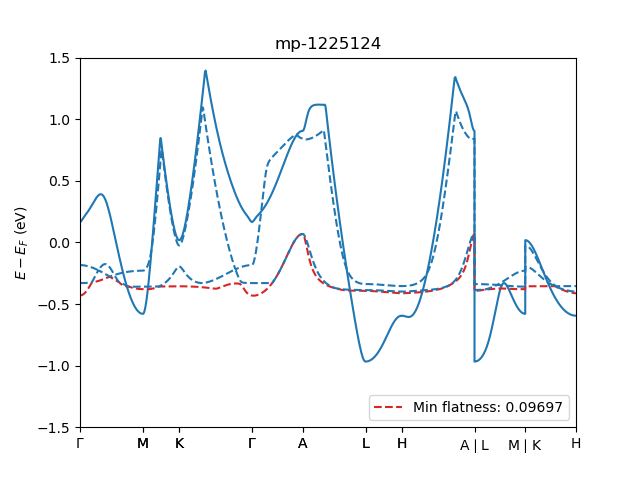 mp-1225124
E − E_F (eV)
1.5
1.0
0.5
0.0
−0.5
−1.0
−1.5
Min flatness: 0.09697
Γ M K Γ A L H A | L M | K H